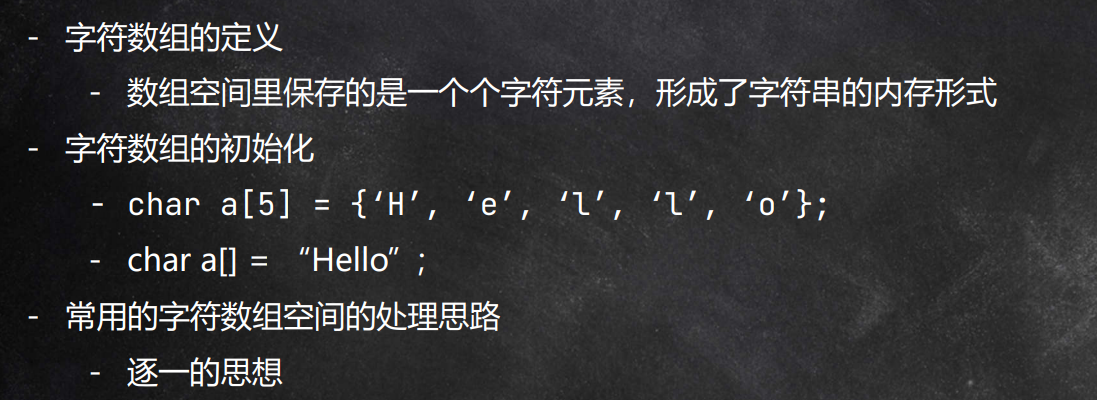 - 字符数组的定义
- 数组空间里保存的是一个个字符元素，形成了字符串的内存形式
- 字符数组的初始化
- char a[5] = {‘H’, ‘e’, ‘l’, ‘l’, ‘o’};
- char a[] = “Hello”;
- 常用的字符数组空间的处理思路
- 逐一的思想